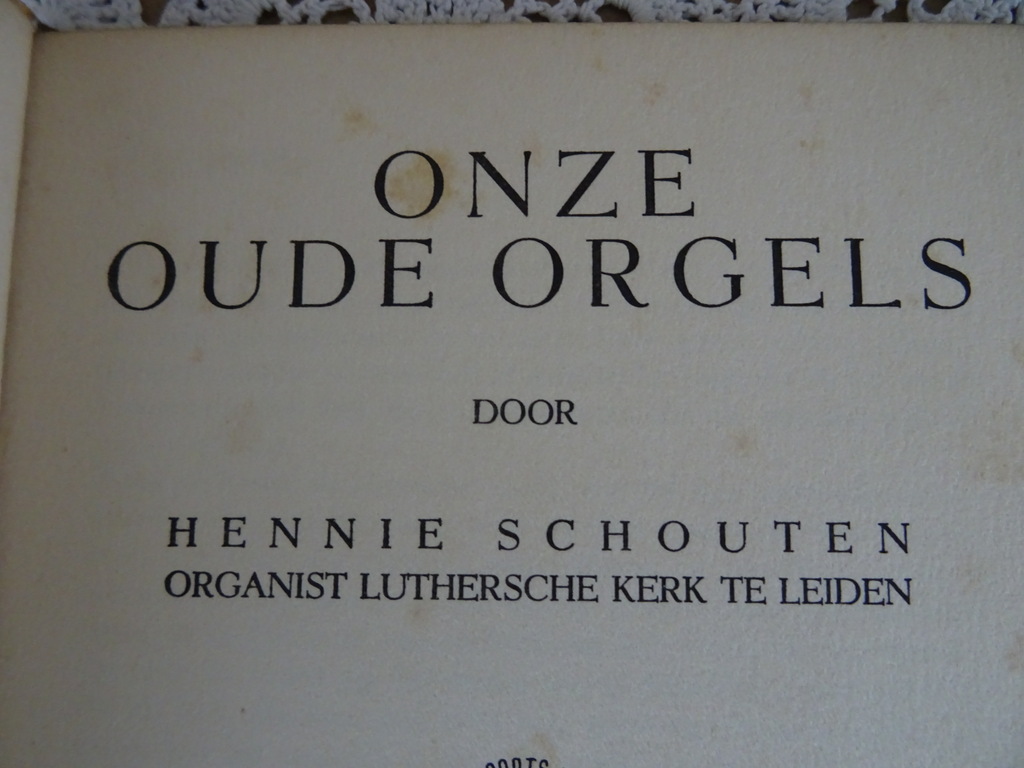 ONZE
OUDE ORGELS
DOOR
HENNIE SCHOUTEN
ORGANIST LUTHERSCHE KERK TE LEIDEN